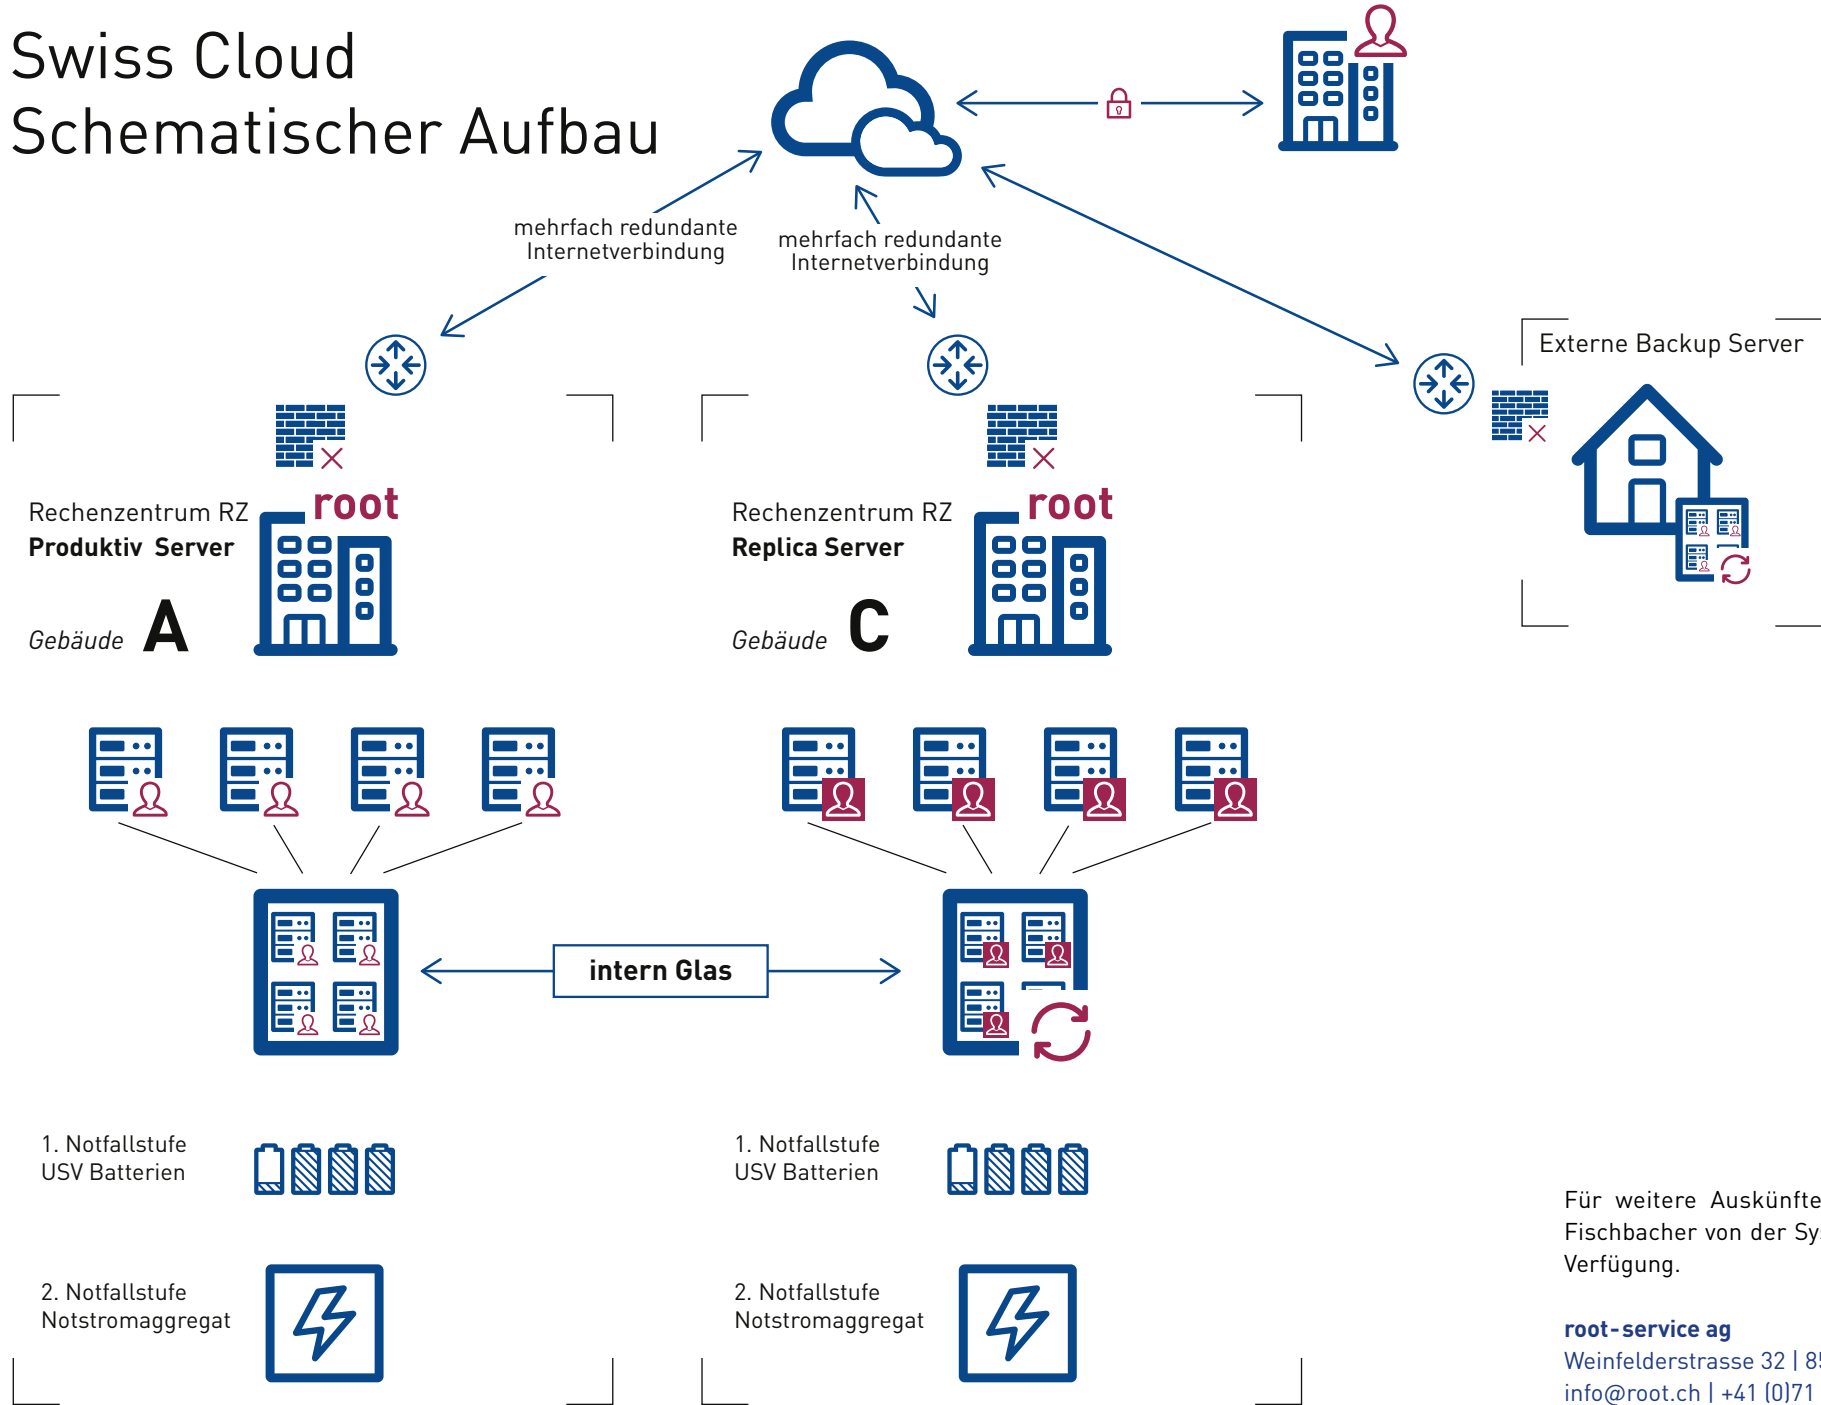 Swiss Cloud
Schematischer Aufbau
mehrfach redundante
Internetverbindung
mehrfach redundante
Internetverbindung
Externe Backup Server
root
Rechenzentrum RZ
Produktiv Server
Gebäude A
root
Rechenzentrum RZ
Replica Server
Gebäude C
intern Glas
1. Notfallstufe
USV Batterien
1. Notfallstufe
USV Batterien
2. Notfallstufe
Notstromaggregat
2. Notfallstufe
Notstromaggregat
Für weitere Auskünfte
Fischbacher von der
Verfügung.
root-service ag
Weinfelderstrasse 32 |
info@root.ch | +41 (0)71